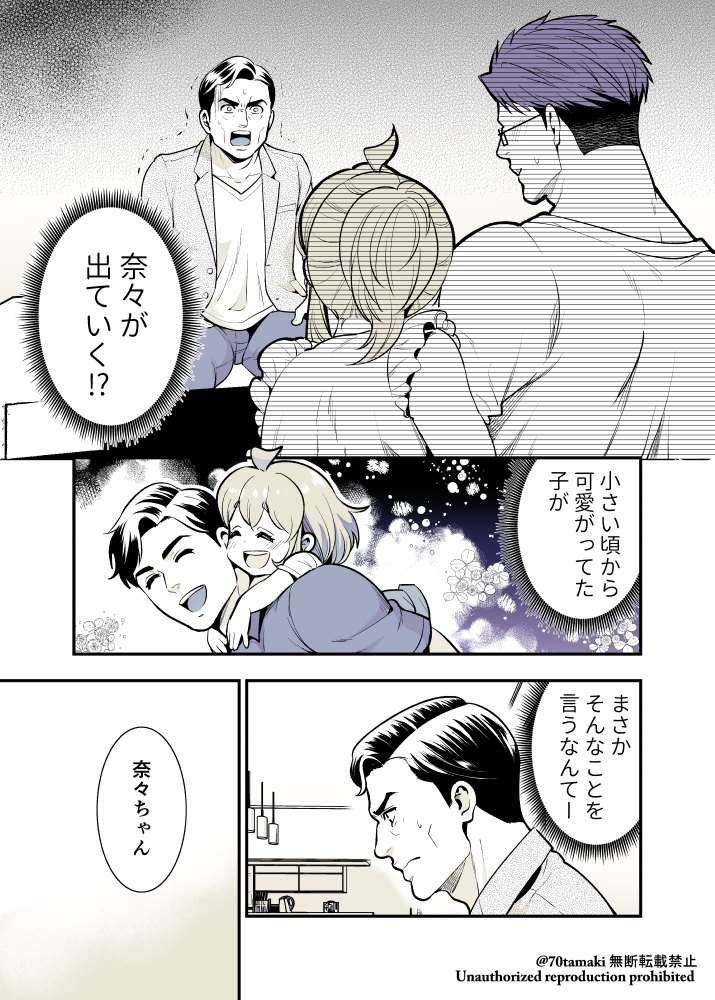 奈々が
出ていく!?
小さい頃から
可愛がってた
子が
まさか
そんなことを
言うなんてー
奈々ちゃん
@70tamaki 無断転載禁止
Unauthorized reproduction prohibited